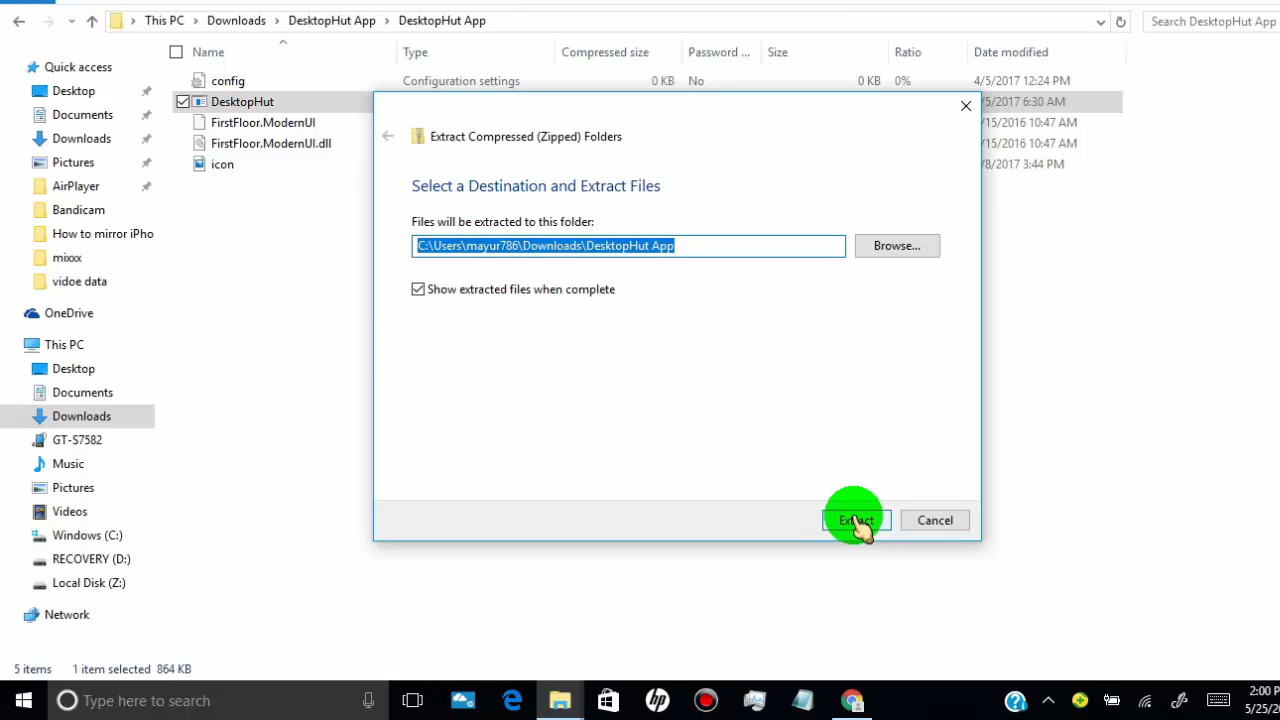 This PC > Downloads > DesktopHut App > DesktopHut App
Search DesktopHut App
Name Type Compressed size Password ... Size Ratio Date modified
config Configuration settings 0 KB No 0 KB 0% 4/5/2017 12:24 PM
DesktopHut /5/2017 6:30 AM
FirstFloor.ModernUI /15/2016 10:47 AM
FirstFloor.ModernUI.dll /15/2016 10:47 AM
icon /8/2017 3:44 PM
Quick access
Desktop
Documents
Downloads
Pictures
AirPlayer
Bandicam
How to mirror iPho
mixxx
vidoe data
OneDrive
This PC
Desktop
Documents
Downloads
GT-S7582
Music
Pictures
Videos
Windows (C:)
RECOVERY (D:)
Local Disk (Z:)
Network
Extract Compressed (Zipped) Folders
Select a Destination and Extract Files
Files will be extracted to this folder:
C:\Users\mayur786\Downloads\DesktopHut App
Browse...
Show extracted files when complete
Extract Cancel
5 items 1 item selected 864 KB
Type here to search
2:00 P
5/25/2